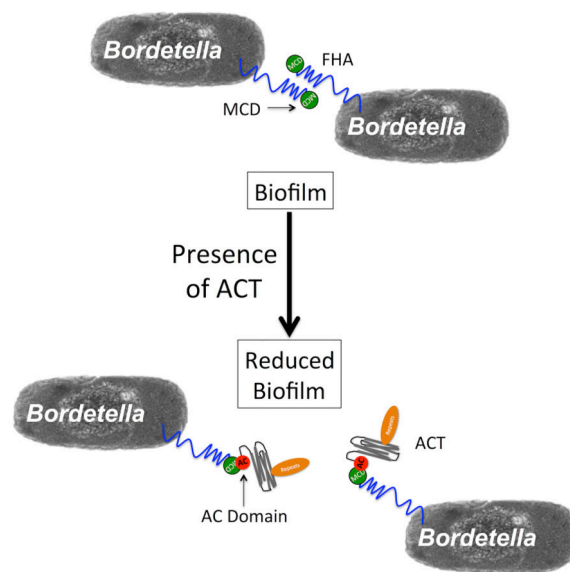 Bordetella
MCD
FHA
MCD
MCD
Bordetella
Biofilm
Presence
of ACT
Reduced
Biofilm
Bordetella
Repeats
ACT
AC
MCD
AC
Repeats
MCD
AC Domain
Bordetella